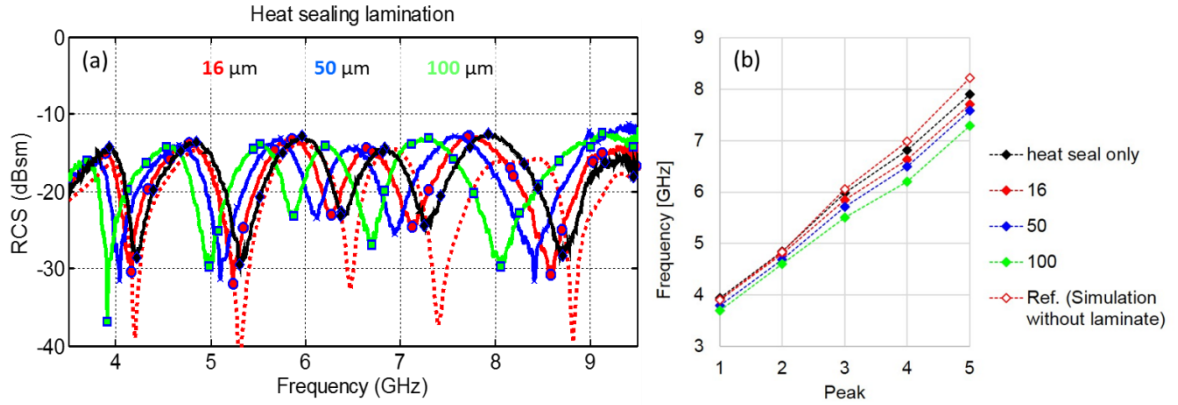 Heat sealing lamination
(a)
16 µm 50 µm 100 µm
0
-10
-20
-30
-40
RCS (dBsm)
4 5 6 7 8 9
Frequency (GHz)
(b)
9
8
7
6
5
4
3
Frequency [GHz]
1 2 3 4 5
Peak
heat seal only
16
50
100
Ref. (Simulation
without laminate)